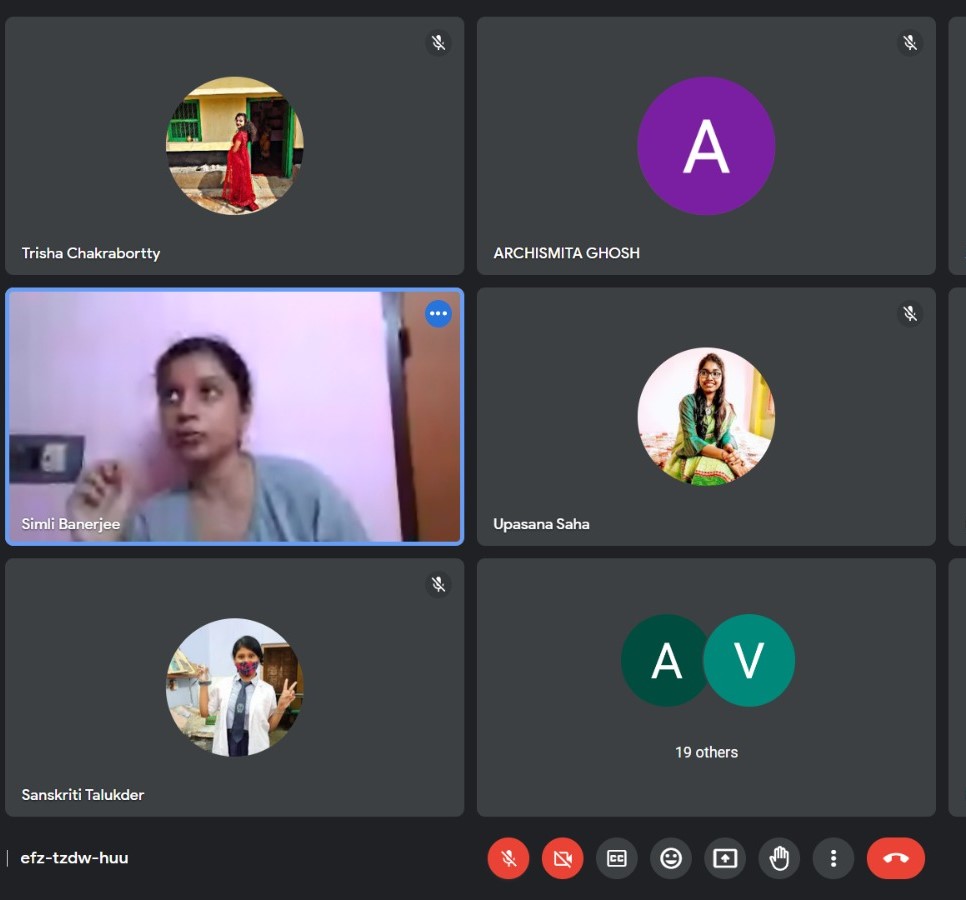 Trisha Chakrabortty
A
ARCHISMITA GHOSH
Simli Banerjee
Upasana Saha
Sanskriti Talukder
A V
19 others
efz-tzdw-huu
CC